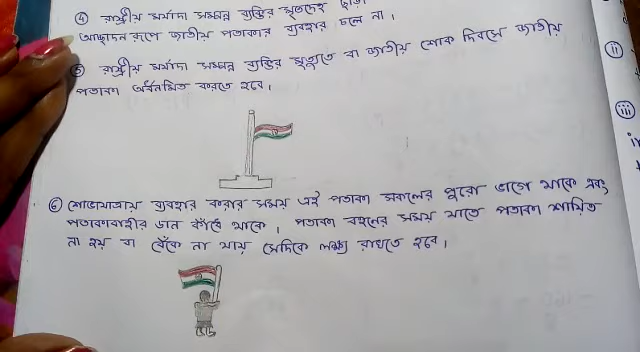 ④ রাষ্ট্রীয় মর্যাদা সম্পন্ন ব্যক্তির মৃতদেহ ছাড়া
আচ্ছাদন রূপে জাতীয় পতাকার ব্যবহার চলে না।
⑤ রাষ্ট্রীয় মর্যাদা সম্পন্ন ব্যক্তির মৃত্যুতে বা জাতীয় শোক দিবসে জাতীয়
পতাকা অর্ধনমিত করতে হবে।
⑥ শোভাযাত্রায় ব্যবহার করার সময় এই পতাকা সকলের পুরো ভাগে থাকে এবং
পতাকাবাহীর ডান কাঁধে থাকে। পতাকা বহনের সময় যাতে পতাকা শায়িত
না হয় বা বেঁকে না যায় সেদিকে লক্ষ্য রাখতে হবে।
ii
iii